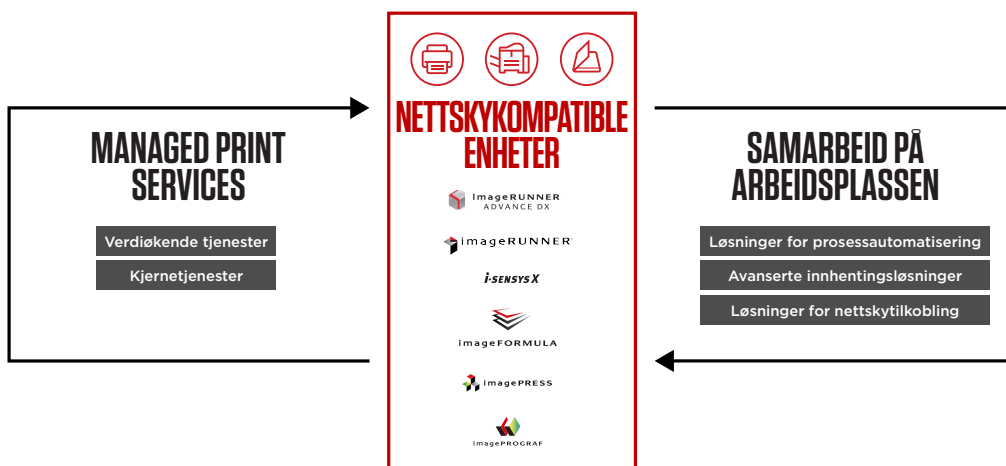 MANAGED PRINT
SERVICES
Verdiøkende tjenester
Kjernetjenester
NETTSKYKOMPATIBLE
ENHETER
imageRUNNER
ADVANCE DX
imageRUNNER
i-SENSYS X
imageFORMULA
imagePRESS
imagePROGRAF
SAMARBEID PÅ
ARBEIDSPLASSEN
Løsninger for prosessautomatisering
Avanserte innhentingsløsninger
Løsninger for nettskytilkobling